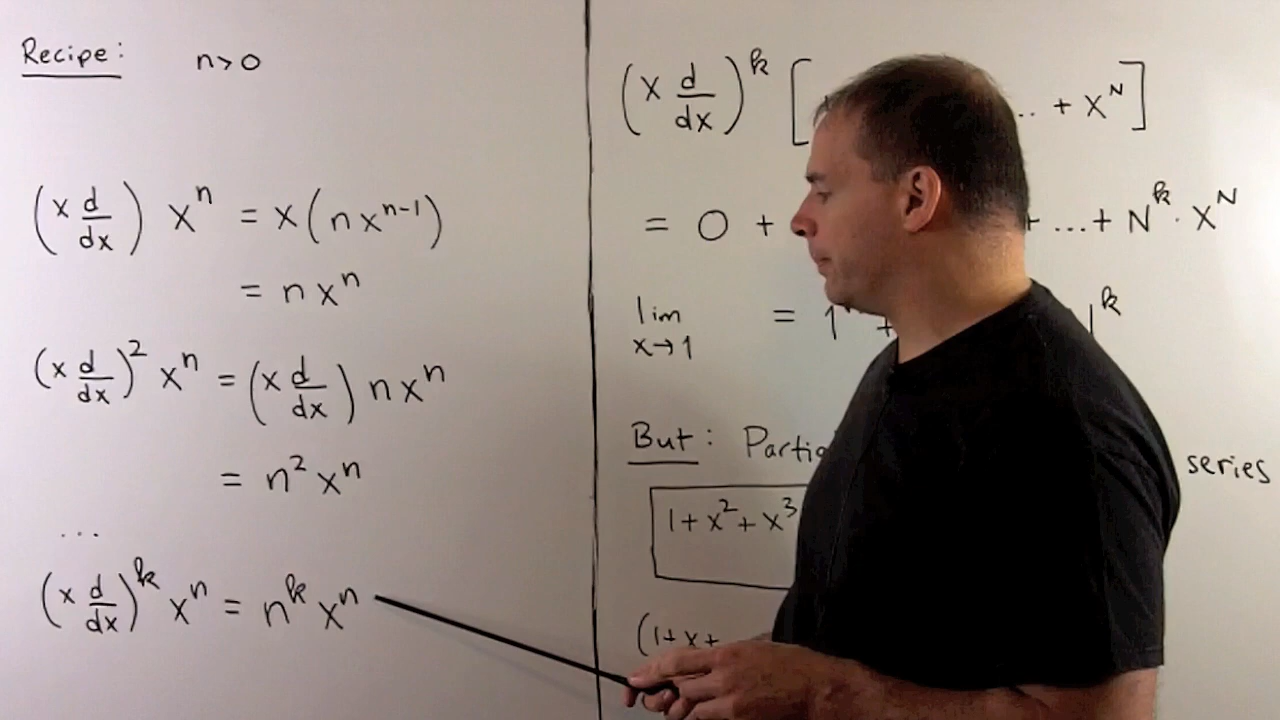 Recipe: n>0
(x d/dx) xⁿ = x(n xⁿ⁻¹)
= n xⁿ
(x d/dx)² xⁿ = (x d/dx) n xⁿ
= n² xⁿ
...
(x d/dx)ᵏ xⁿ = nᵏ xⁿ
(x d/dx)ᵏ [ .. + xᴺ]
= 0 + + ... + Nᵏ · xᴺ
lim x→1 = 1 + ᵏ
But: series
1 + x² + x³
(1 + x +